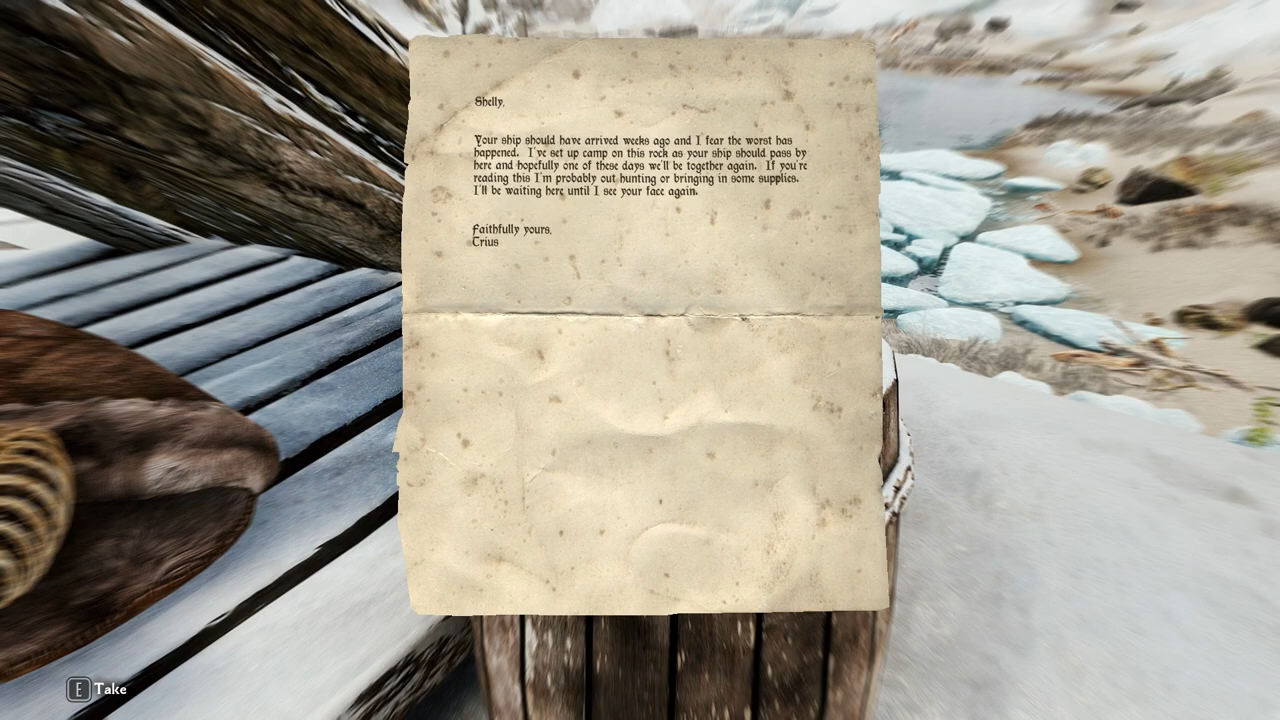 Shelly,
Your ship should have arrived weeks ago and I fear the worst has
happened.  I've set up camp on this rock as your ship should pass by
here and hopefully one of these days we'll be together again.  If you're
reading this I'm probably out hunting or bringing in some supplies.
I'll be waiting here until I see your face again.
Faithfully yours,
Crius
E Take